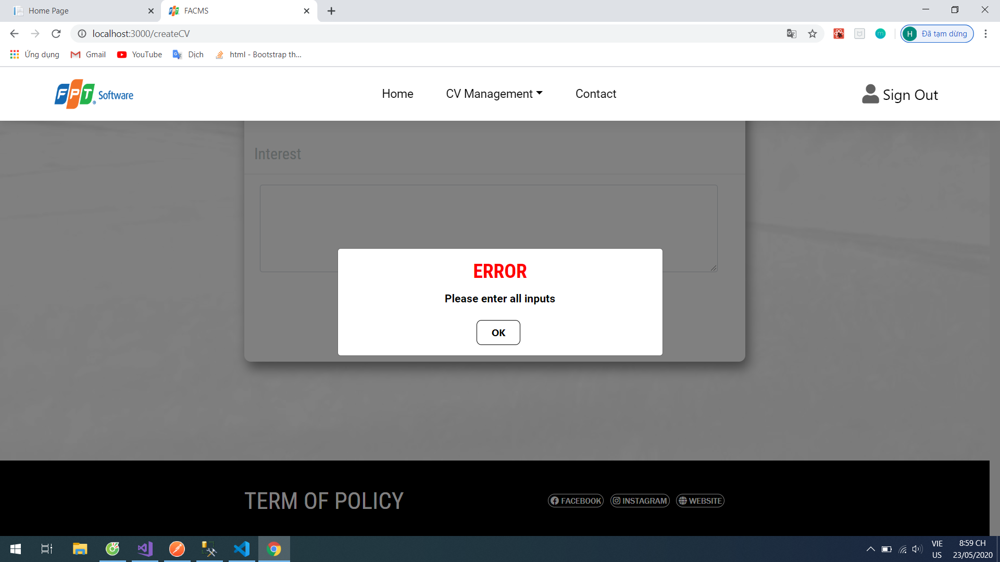 Home Page
FACMS
localhost:3000/createCV
H Đã tạm dừng
Ứng dụng
Gmail
YouTube
Dịch
html - Bootstrap th...
FPT Software
Home
CV Management
Contact
Sign Out
Interest
ERROR
Please enter all inputs
OK
TERM OF POLICY
FACEBOOK
INSTAGRAM
WEBSITE
VIE
US
8:59 CH
23/05/2020